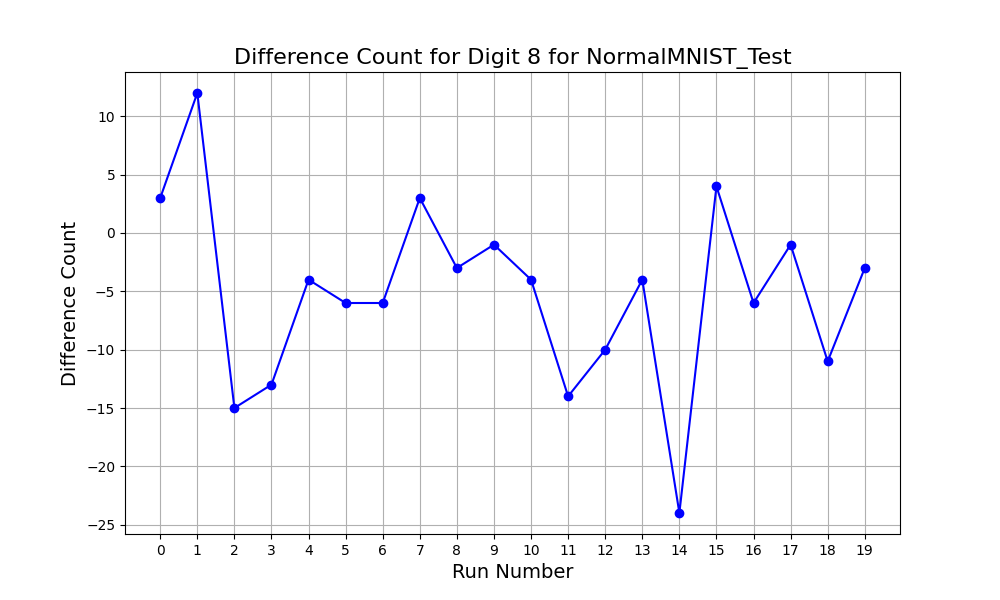 Difference Count for Digit 8 for NormalMNIST_Test
Difference Count
10
5
0
−5
−10
−15
−20
−25
0 1 2 3 4 5 6 7 8 9 10 11 12 13 14 15 16 17 18 19
Run Number